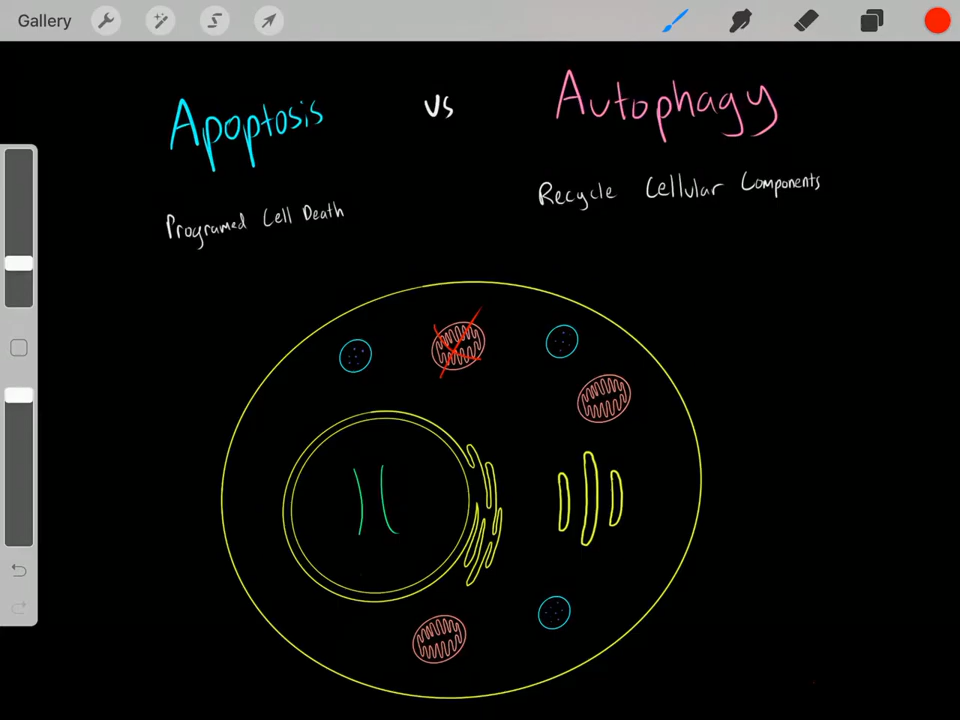 Gallery
Apoptosis vs Autophagy
Programed Cell Death
Recycle Cellular Components